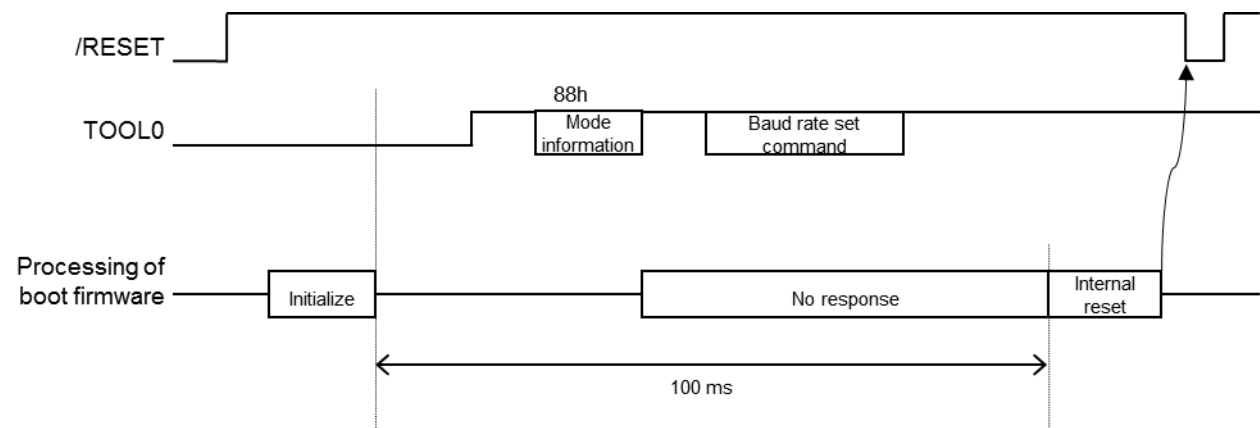 /RESET
88h
TOOL0
Mode
information
Baud rate set
command
Processing of
boot firmware
Initialize
No response
Internal
reset
100 ms